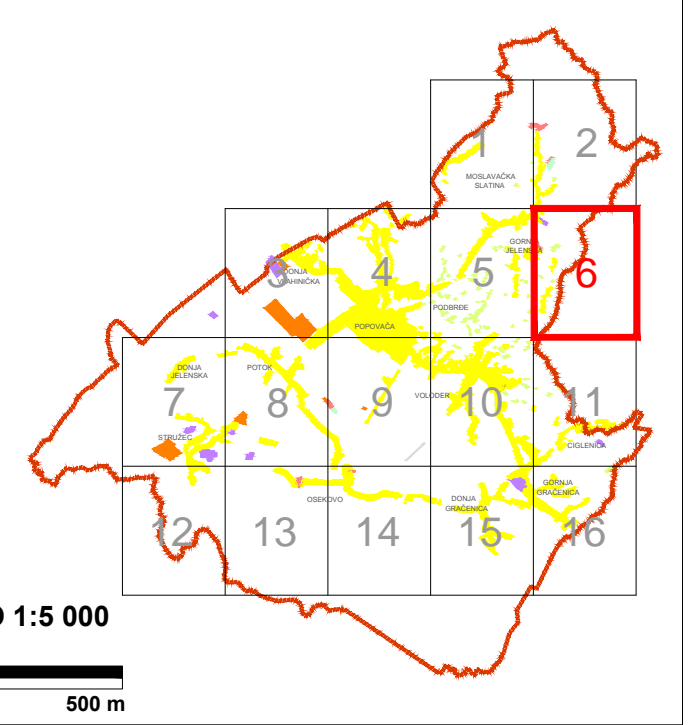 1
2
MOSLAVAČKA
SLATINA
3
DONJA
VLAHINIČKA
4
5
GORNJA
JELENSKA
6
PODBRĐE
POPOVAČA
DONJA
JELENSKA
POTOK
7
8
9
VOLODER
10
11
STRUŽEC
CIGLENICA
OSEKOVO
DONJA
GRAČENICA
GORNJA
GRAČENICA
12
13
14
15
16
1:5 000
500 m